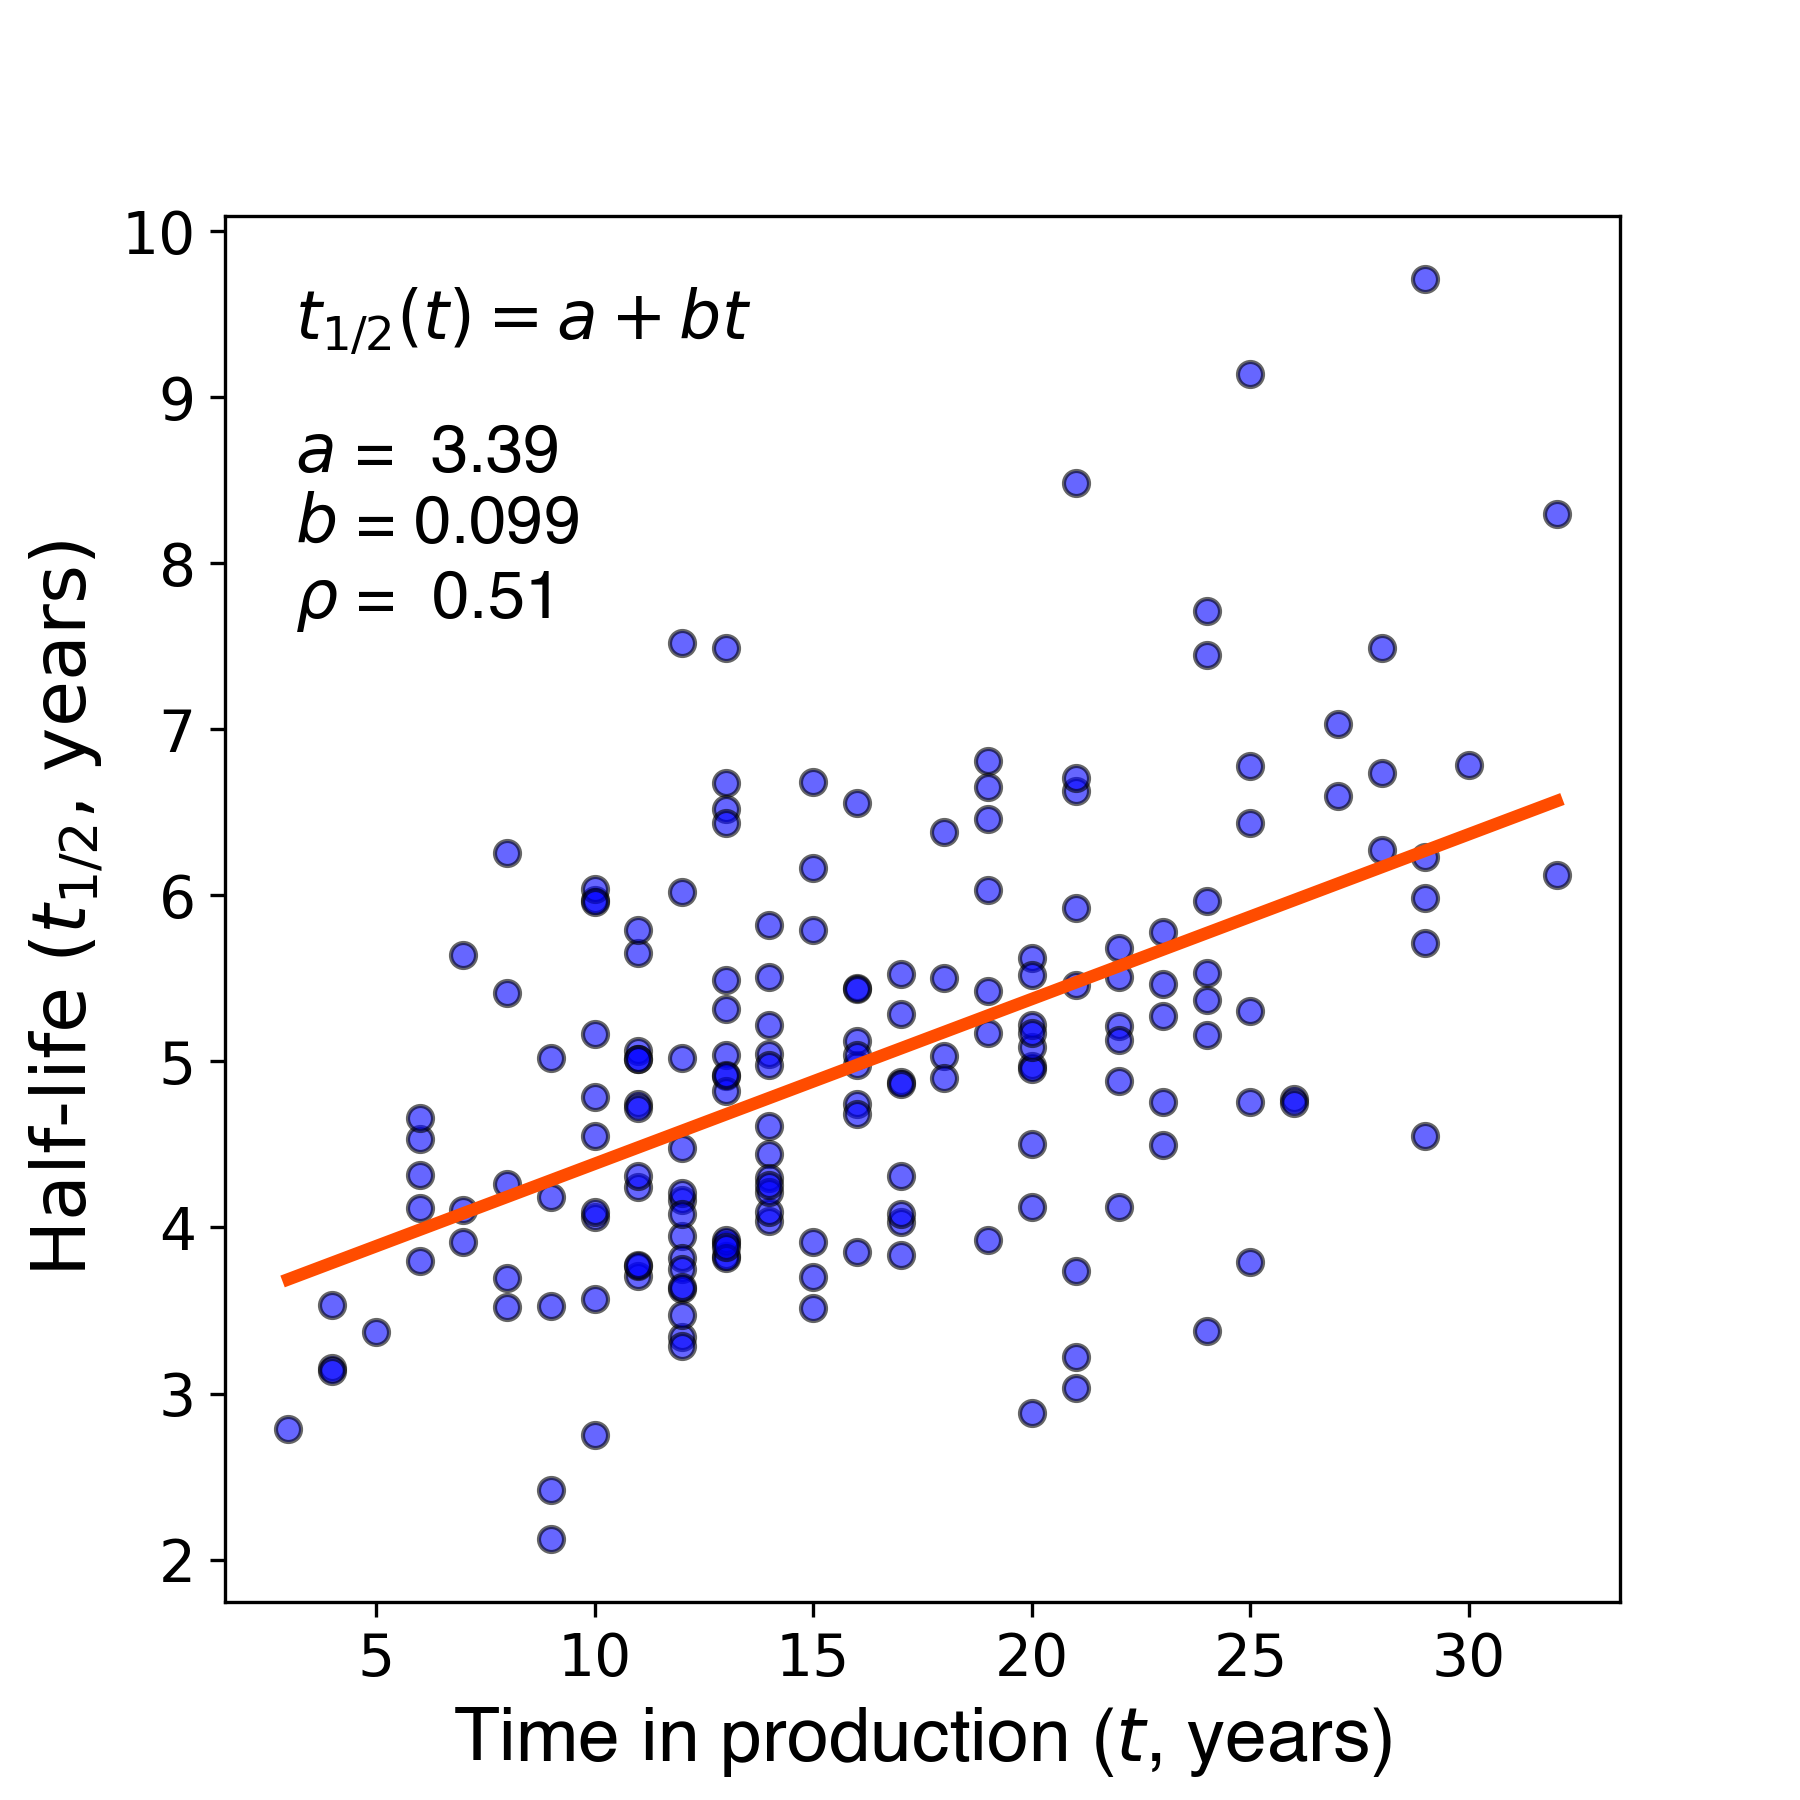 t1/2(t) = a + bt
a = 3.39
b = 0.099
ρ = 0.51
Half-life (t1/2, years)
10
9
8
7
6
5
4
3
2
5 10 15 20 25 30
Time in production (t, years)